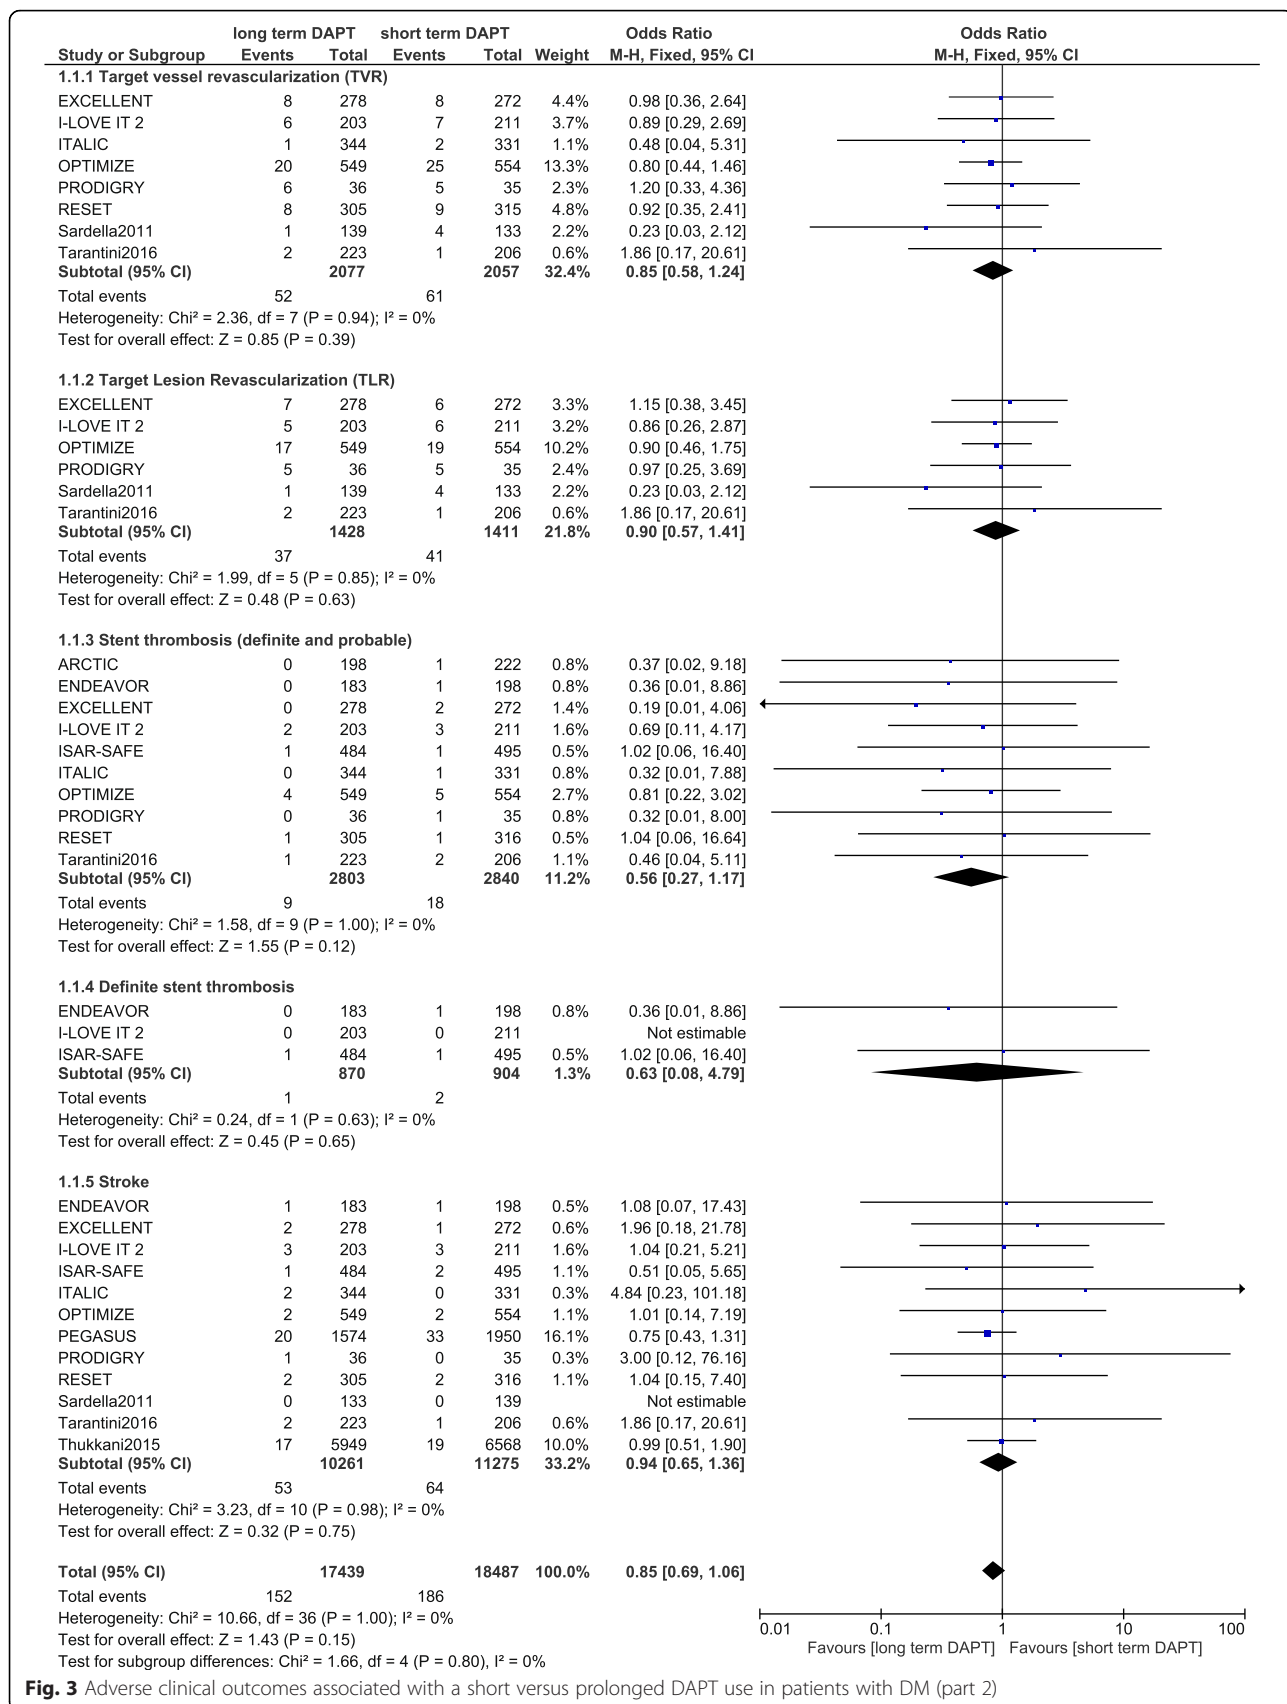 long term DAPT short term DAPT Odds Ratio Odds Ratio
Study or Subgroup Events Total Events Total Weight M-H, Fixed, 95% CI M-H, Fixed, 95% CI
1.1.1 Target vessel revascularization (TVR)
EXCELLENT 8 278 8 272 4.4% 0.98 [0.36, 2.64]
I-LOVE IT 2 6 203 7 211 3.7% 0.89 [0.29, 2.69]
ITALIC 1 344 2 331 1.1% 0.48 [0.04, 5.31]
OPTIMIZE 20 549 25 554 13.3% 0.80 [0.44, 1.46]
PRODIGRY 6 36 5 35 2.3% 1.20 [0.33, 4.36]
RESET 8 305 9 315 4.8% 0.92 [0.35, 2.41]
Sardella2011 1 139 4 133 2.2% 0.23 [0.03, 2.12]
Tarantini2016 2 223 1 206 0.6% 1.86 [0.17, 20.61]
Subtotal (95% CI) 2077 2057 32.4% 0.85 [0.58, 1.24]
Total events 52 61
Heterogeneity: Chi² = 2.36, df = 7 (P = 0.94); I² = 0%
Test for overall effect: Z = 0.85 (P = 0.39)
1.1.2 Target Lesion Revascularization (TLR)
EXCELLENT 7 278 6 272 3.3% 1.15 [0.38, 3.45]
I-LOVE IT 2 5 203 6 211 3.2% 0.86 [0.26, 2.87]
OPTIMIZE 17 549 19 554 10.2% 0.90 [0.46, 1.75]
PRODIGRY 5 36 5 35 2.4% 0.97 [0.25, 3.69]
Sardella2011 1 139 4 133 2.2% 0.23 [0.03, 2.12]
Tarantini2016 2 223 1 206 0.6% 1.86 [0.17, 20.61]
Subtotal (95% CI) 1428 1411 21.8% 0.90 [0.57, 1.41]
Total events 37 41
Heterogeneity: Chi² = 1.99, df = 5 (P = 0.85); I² = 0%
Test for overall effect: Z = 0.48 (P = 0.63)
1.1.3 Stent thrombosis (definite and probable)
ARCTIC 0 198 1 222 0.8% 0.37 [0.02, 9.18]
ENDEAVOR 0 183 1 198 0.8% 0.36 [0.01, 8.86]
EXCELLENT 0 278 2 272 1.4% 0.19 [0.01, 4.06]
I-LOVE IT 2 2 203 3 211 1.6% 0.69 [0.11, 4.17]
ISAR-SAFE 1 484 1 495 0.5% 1.02 [0.06, 16.40]
ITALIC 0 344 1 331 0.8% 0.32 [0.01, 7.88]
OPTIMIZE 4 549 5 554 2.7% 0.81 [0.22, 3.02]
PRODIGRY 0 36 1 35 0.8% 0.32 [0.01, 8.00]
RESET 1 305 1 316 0.5% 1.04 [0.06, 16.64]
Tarantini2016 1 223 2 206 1.1% 0.46 [0.04, 5.11]
Subtotal (95% CI) 2803 2840 11.2% 0.56 [0.27, 1.17]
Total events 9 18
Heterogeneity: Chi² = 1.58, df = 9 (P = 1.00); I² = 0%
Test for overall effect: Z = 1.55 (P = 0.12)
1.1.4 Definite stent thrombosis
ENDEAVOR 0 183 1 198 0.8% 0.36 [0.01, 8.86]
I-LOVE IT 2 0 203 0 211 Not estimable
ISAR-SAFE 1 484 1 495 0.5% 1.02 [0.06, 16.40]
Subtotal (95% CI) 870 904 1.3% 0.63 [0.08, 4.79]
Total events 1 2
Heterogeneity: Chi² = 0.24, df = 1 (P = 0.63); I² = 0%
Test for overall effect: Z = 0.45 (P = 0.65)
1.1.5 Stroke
ENDEAVOR 1 183 1 198 0.5% 1.08 [0.07, 17.43]
EXCELLENT 2 278 1 272 0.6% 1.96 [0.18, 21.78]
I-LOVE IT 2 3 203 3 211 1.6% 1.04 [0.21, 5.21]
ISAR-SAFE 1 484 2 495 1.1% 0.51 [0.05, 5.65]
ITALIC 2 344 0 331 0.3% 4.84 [0.23, 101.18]
OPTIMIZE 2 549 2 554 1.1% 1.01 [0.14, 7.19]
PEGASUS 20 1574 33 1950 16.1% 0.75 [0.43, 1.31]
PRODIGRY 1 36 0 35 0.3% 3.00 [0.12, 76.16]
RESET 2 305 2 316 1.1% 1.04 [0.15, 7.40]
Sardella2011 0 133 0 139 Not estimable
Tarantini2016 2 223 1 206 0.6% 1.86 [0.17, 20.61]
Thukkani2015 17 5949 19 6568 10.0% 0.99 [0.51, 1.90]
Subtotal (95% CI) 10261 11275 33.2% 0.94 [0.65, 1.36]
Total events 53 64
Heterogeneity: Chi² = 3.23, df = 10 (P = 0.98); I² = 0%
Test for overall effect: Z = 0.32 (P = 0.75)
Total (95% CI) 17439 18487 100.0% 0.85 [0.69, 1.06]
Total events 152 186
Heterogeneity: Chi² = 10.66, df = 36 (P = 1.00); I² = 0%
Test for overall effect: Z = 1.43 (P = 0.15)
Test for subgroup differences: Chi² = 1.66, df = 4 (P = 0.80), I² = 0%
0.01 0.1 1 10 100
Favours [long term DAPT] Favours [short term DAPT]
Fig. 3 Adverse clinical outcomes associated with a short versus prolonged DAPT use in patients with DM (part 2)